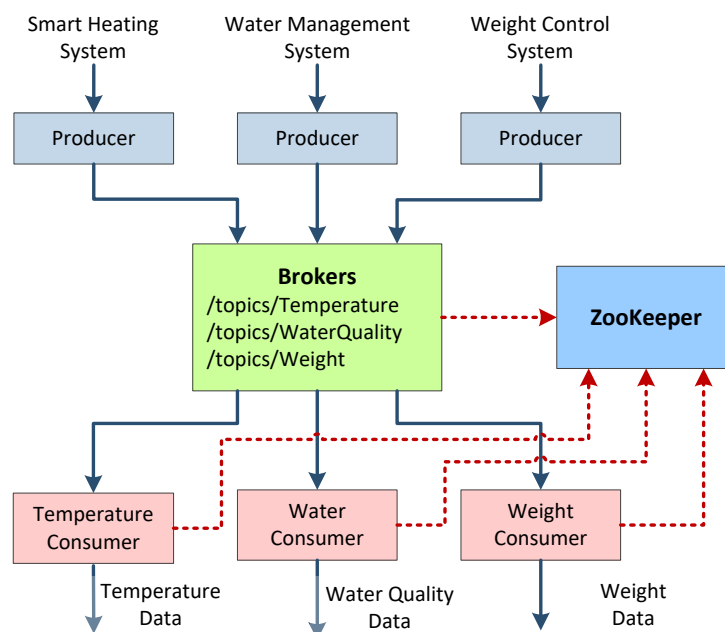 Smart Heating
System
Water Management
System
Weight Control
System
Producer
Producer
Producer
Brokers
/topics/Temperature
/topics/WaterQuality
/topics/Weight
ZooKeeper
Temperature
Consumer
Water
Consumer
Weight
Consumer
Temperature
Data
Water Quality
Data
Weight
Data